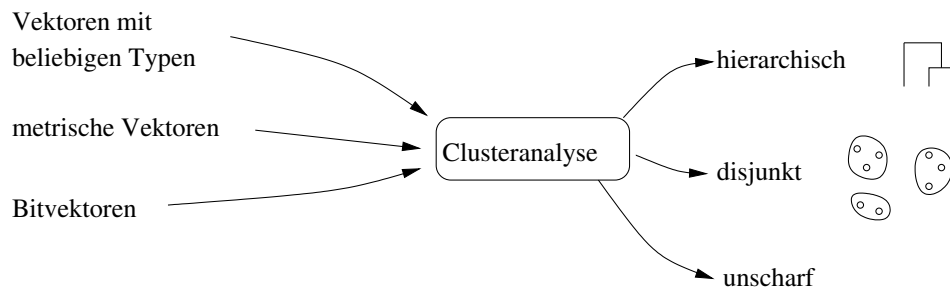 Vektoren mit
beliebigen Typen
metrische Vektoren
Bitvektoren
Clusteranalyse
hierarchisch
disjunkt
unscharf